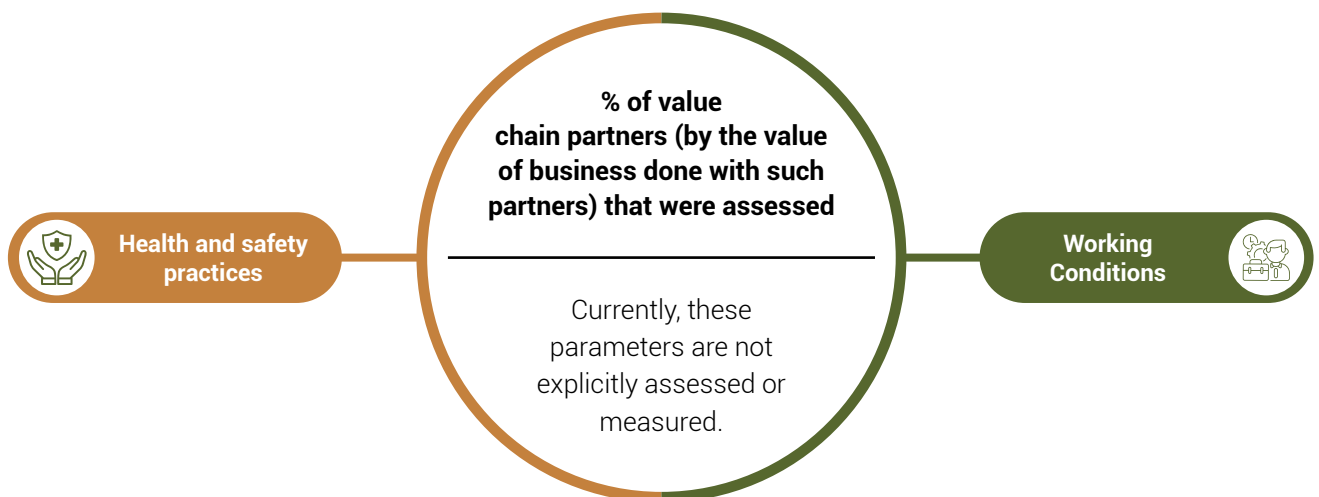 % of value
chain partners (by the value
of business done with such
partners) that were assessed
Health and safety
practices
Working
Conditions
Currently, these
parameters are not
explicitly assessed or
measured.